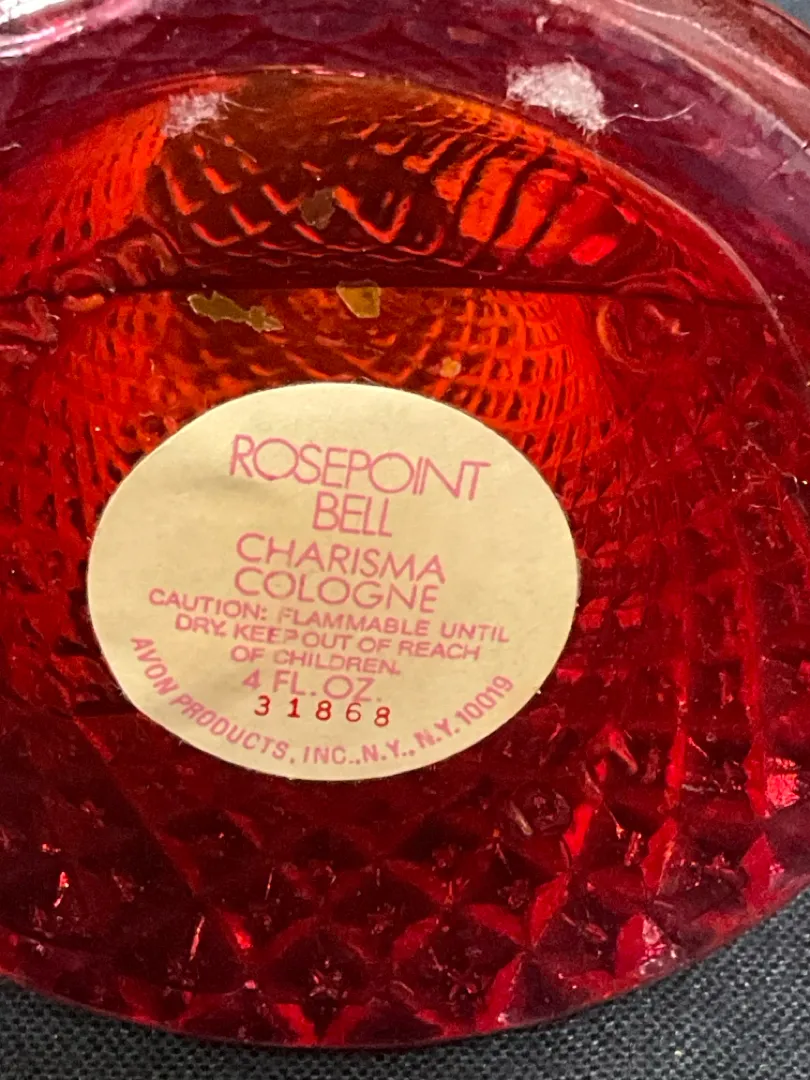 ROSEPOINT
BELL
CHARISMA
COLOGNE
CAUTION: FLAMMABLE UNTIL
DRY. KEEP OUT OF REACH
OF CHILDREN.
4 FL. OZ.
31868
AVON PRODUCTS, INC., N.Y., N.Y. 10019